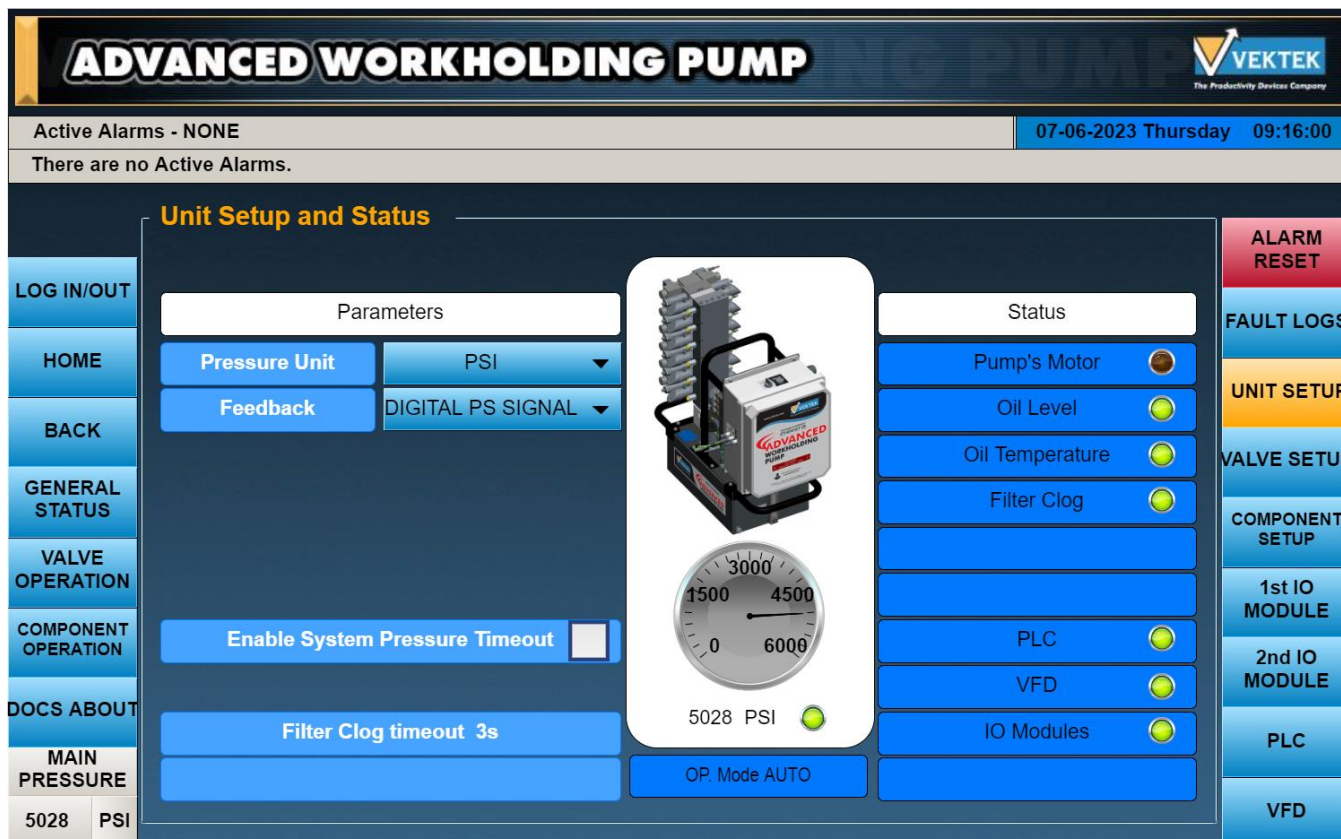 ADVANCED WORKHOLDING PUMP
VEKTEK
The Productivity Devices Company
Active Alarms - NONE
07-06-2023 Thursday 09:16:00
There are no Active Alarms.
Unit Setup and Status
LOG IN/OUT
HOME
BACK
GENERAL
STATUS
VALVE
OPERATION
COMPONENT
OPERATION
DOCS ABOUT
MAIN
PRESSURE
5028 PSI
Parameters
Pressure Unit PSI
Feedback DIGITAL PS SIGNAL
Enable System Pressure Timeout
Filter Clog timeout 3s
VEKTEK
ADVANCED
WORKHOLDING
PUMP
3000
1500 4500
0 6000
5028 PSI
OP. Mode AUTO
Status
Pump's Motor
Oil Level
Oil Temperature
Filter Clog
PLC
VFD
IO Modules
ALARM
RESET
FAULT LOGS
UNIT SETUP
VALVE SETU
COMPONENT
SETUP
1st IO
MODULE
2nd IO
MODULE
PLC
VFD